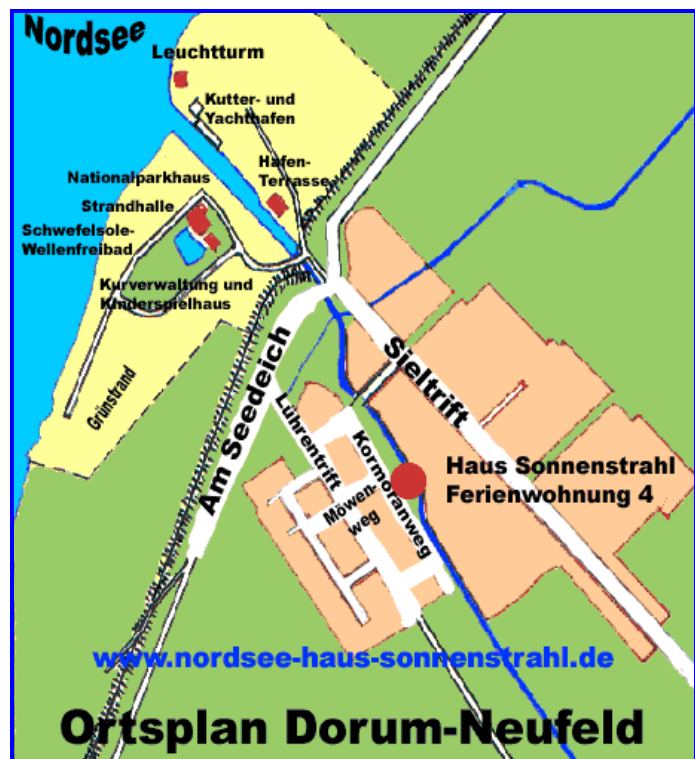 Nordsee
Leuchtturm
Kutter- und
Yachthafen
Hafen-
Terrasse
Nationalparkhaus
Strandhalle
Schwefelsole-
Wellenfreibad
Kurverwaltung und
Kinderspielhaus
Grünstrand
Am Seedeich
Sieltrift
Lührentrift
Kormoranweg
Möwen-
weg
Haus Sonnenstrahl
Ferienwohnung 4
www.nordsee-haus-sonnenstrahl.de
Ortsplan Dorum-Neufeld